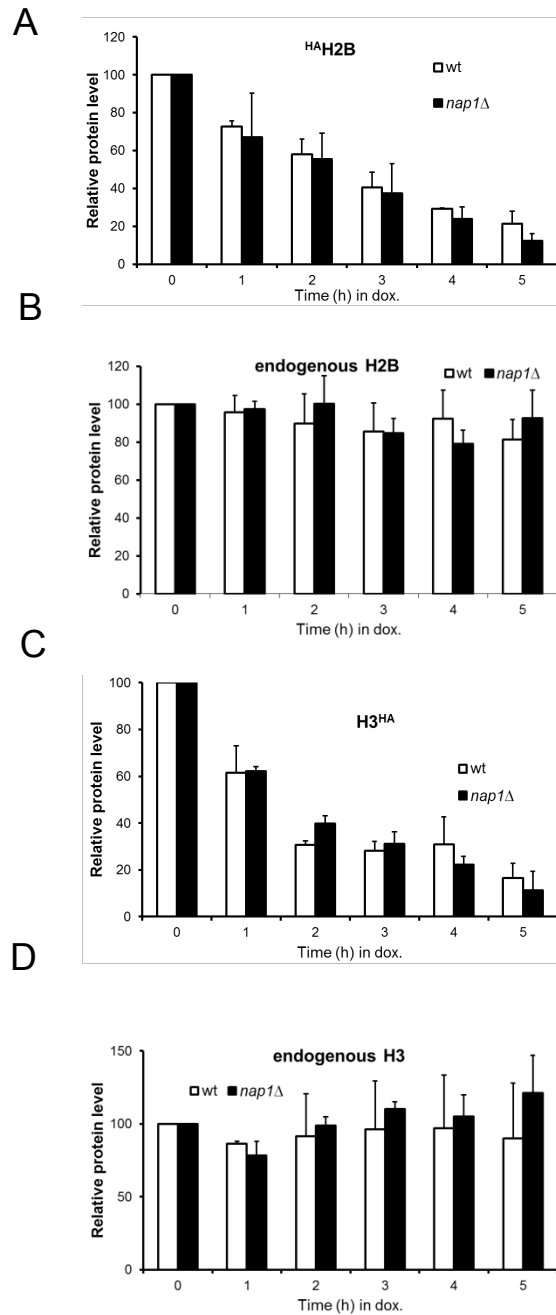 A
Relative protein level
120
100
80
60
40
20
0
HAH2B
wt
nap1Δ
0 1 2 3 4 5
Time (h) in dox.
B
Relative protein level
120
100
80
60
40
20
0
endogenous H2B
wt nap1Δ
0 1 2 3 4 5
Time (h) in dox.
C
Relative protein level
100
80
60
40
20
0
H3HA
wt
nap1Δ
0 1 2 3 4 5
Time (h) in dox.
D
Relative protein level
150
100
50
0
endogenous H3
wt nap1Δ
0 1 2 3 4 5
Time (h) in dox.